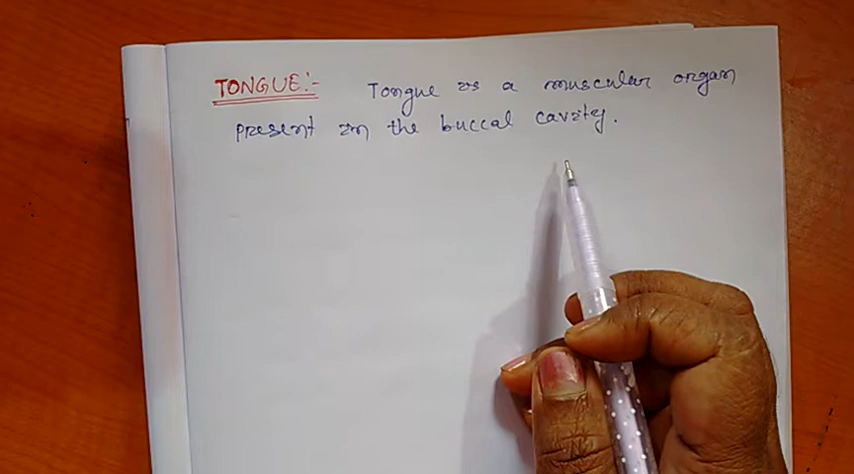 TONGUE:- Tongue is a muscular organ
present in the buccal cavity.